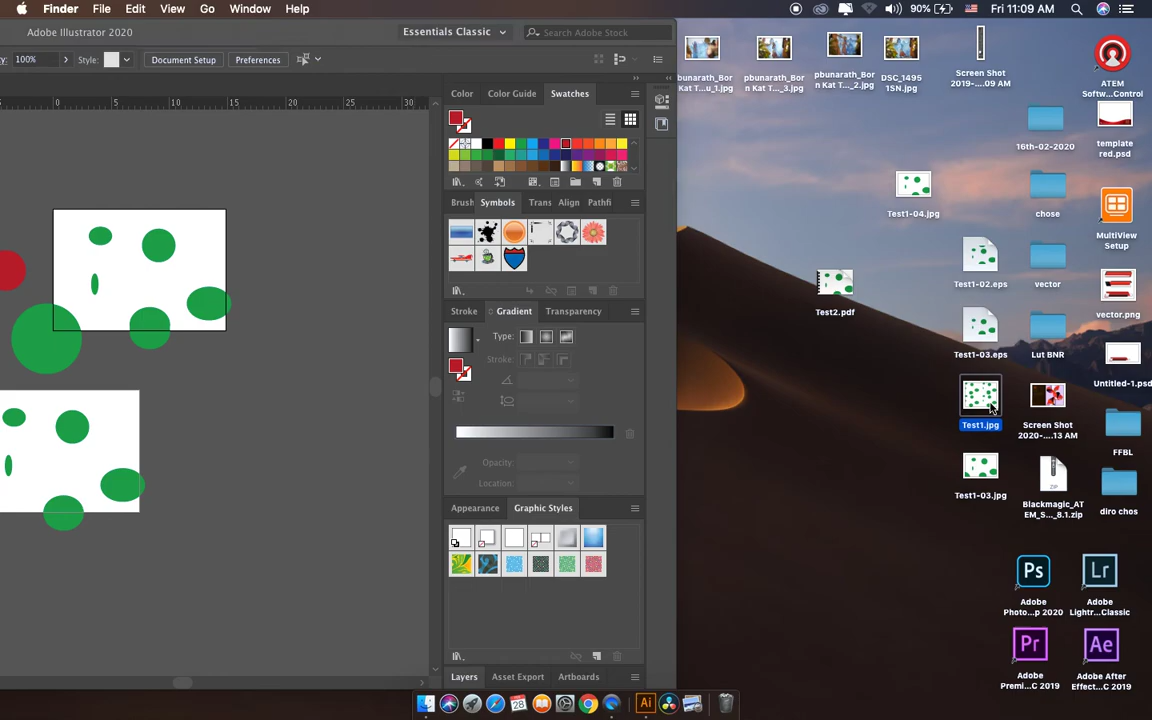 Finder File Edit View Go Window Help
90% Fri 11:09 AM
Adobe Illustrator 2020
Essentials Classic
Search Adobe Stock
100%
Style:
Document Setup
Preferences
0 5 10 15 20 25 30
Color Color Guide Swatches
Symbols
Align
Stroke Gradient Transparency
Type:
Stroke:
Opacity:
Location:
Appearance Graphic Styles
Layers Asset Export Artboards
bunarath_Born Kat T...u_1.jpg
pbunarath_Born Kat T..._3.jpg
pbunarath_Born Kat T..._2.jpg
DSC_1495
1SN.jpg
Screen Shot
2019-....09 AM
ATEM
Softw...Control
16th-02-2020
template
red.psd
Test1-04.jpg
chose
MultiView
Setup
Test1-02.eps
vector
Test2.pdf
vector.png
Test1-03.eps
Lut BNR
Untitled-1.psd
Test1.jpg
Screen Shot
2020-....13 AM
FFBL
Test1-03.jpg
ZIP
Blackmagic_AT
EM_S..._8.1.zip
diro chos
Ps
Adobe
Photo...p 2020
Lr
Adobe
Lightr...Classic
Pr
Adobe
Premi...C 2019
Ae
Adobe After
Effect...C 2019
28
Ai